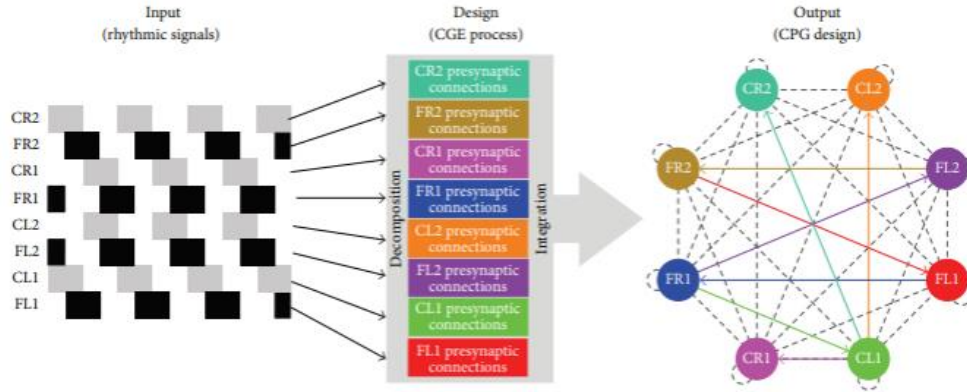 Input
(rhythmic signals)
Design
(CGE process)
Output
(CPG design)
CR2
FR2
CR1
FR1
CL2
FL2
CL1
FL1
Decomposition
CR2 presynaptic
connections
FR2 presynaptic
connections
CR1 presynaptic
connections
FR1 presynaptic
connections
CL2 presynaptic
connections
FL2 presynaptic
connections
CL1 presynaptic
connections
FL1 presynaptic
connections
Integration
CR2
CL2
FR2
FL2
FR1
FL1
CR1
CL1